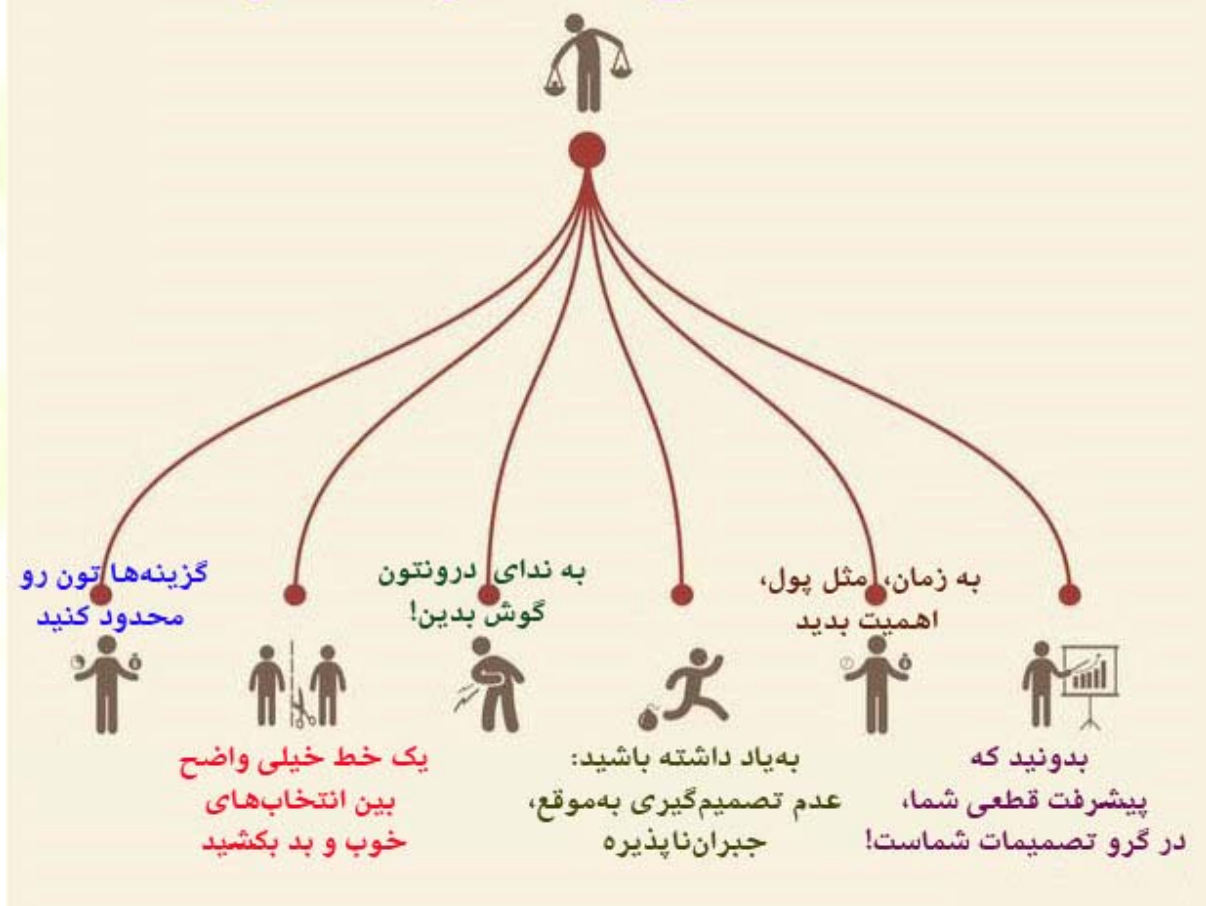 گزینه‌ها تون رو
محدود کنید
یک خط خیلی واضح
بین انتخاب‌های
خوب و بد بکشید
به ندای درونتون
گوش بدین!
به‌یاد داشته باشید:
عدم تصمیم‌گیری به‌موقع،
جبران‌ناپذیره
به زمان، مثل پول،
اهمیت بدید
بدونید که
پیشرفت قطعی شما،
در گرو تصمیمات شماست!